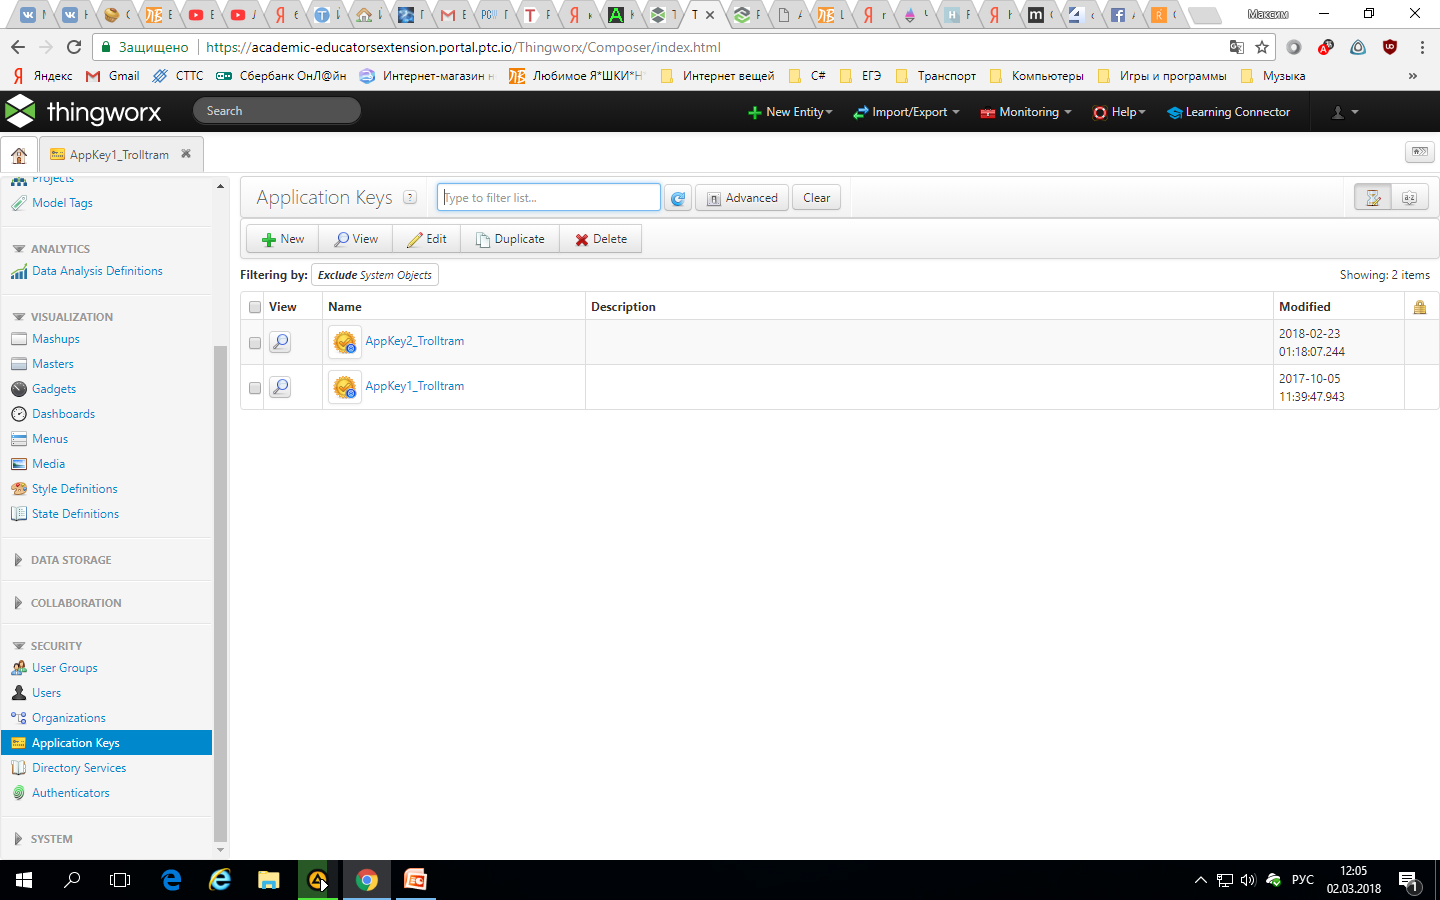 Максим
Защищено
https://academic-educatorsextension.portal.ptc.io/Thingworx/Composer/index.html
Яндекс
Gmail
СТТС
Сбербанк ОнЛ@йн
Интернет-магазин
Любимое Я*ШКИ*Н
Интернет вещей
C#
ЕГЭ
Транспорт
Компьютеры
Игры и программы
Музыка
»
thingworx
Search
New Entity
Import/Export
Monitoring
Help
Learning Connector
AppKey1_Trolltram
Projects
Model Tags
ANALYTICS
Data Analysis Definitions
VISUALIZATION
Mashups
Masters
Gadgets
Dashboards
Menus
Media
Style Definitions
State Definitions
DATA STORAGE
COLLABORATION
SECURITY
User Groups
Users
Organizations
Application Keys
Directory Services
Authenticators
SYSTEM
Application Keys
?
Type to filter list...
Advanced
Clear
New
View
Edit
Duplicate
Delete
Filtering by: Exclude System Objects
Showing: 2 items
View Name Description Modified
AppKey2_Trolltram 2018-02-23
01:18:07.244
AppKey1_Trolltram 2017-10-05
11:39:47.943
РУС
12:05
02.03.2018
1